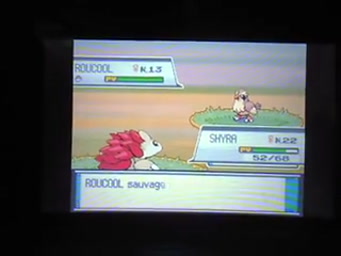 ROUCOOL ♀N.13
PV
SHYRA ♀N.22
PV
52/68
ROUCOOL sauvage